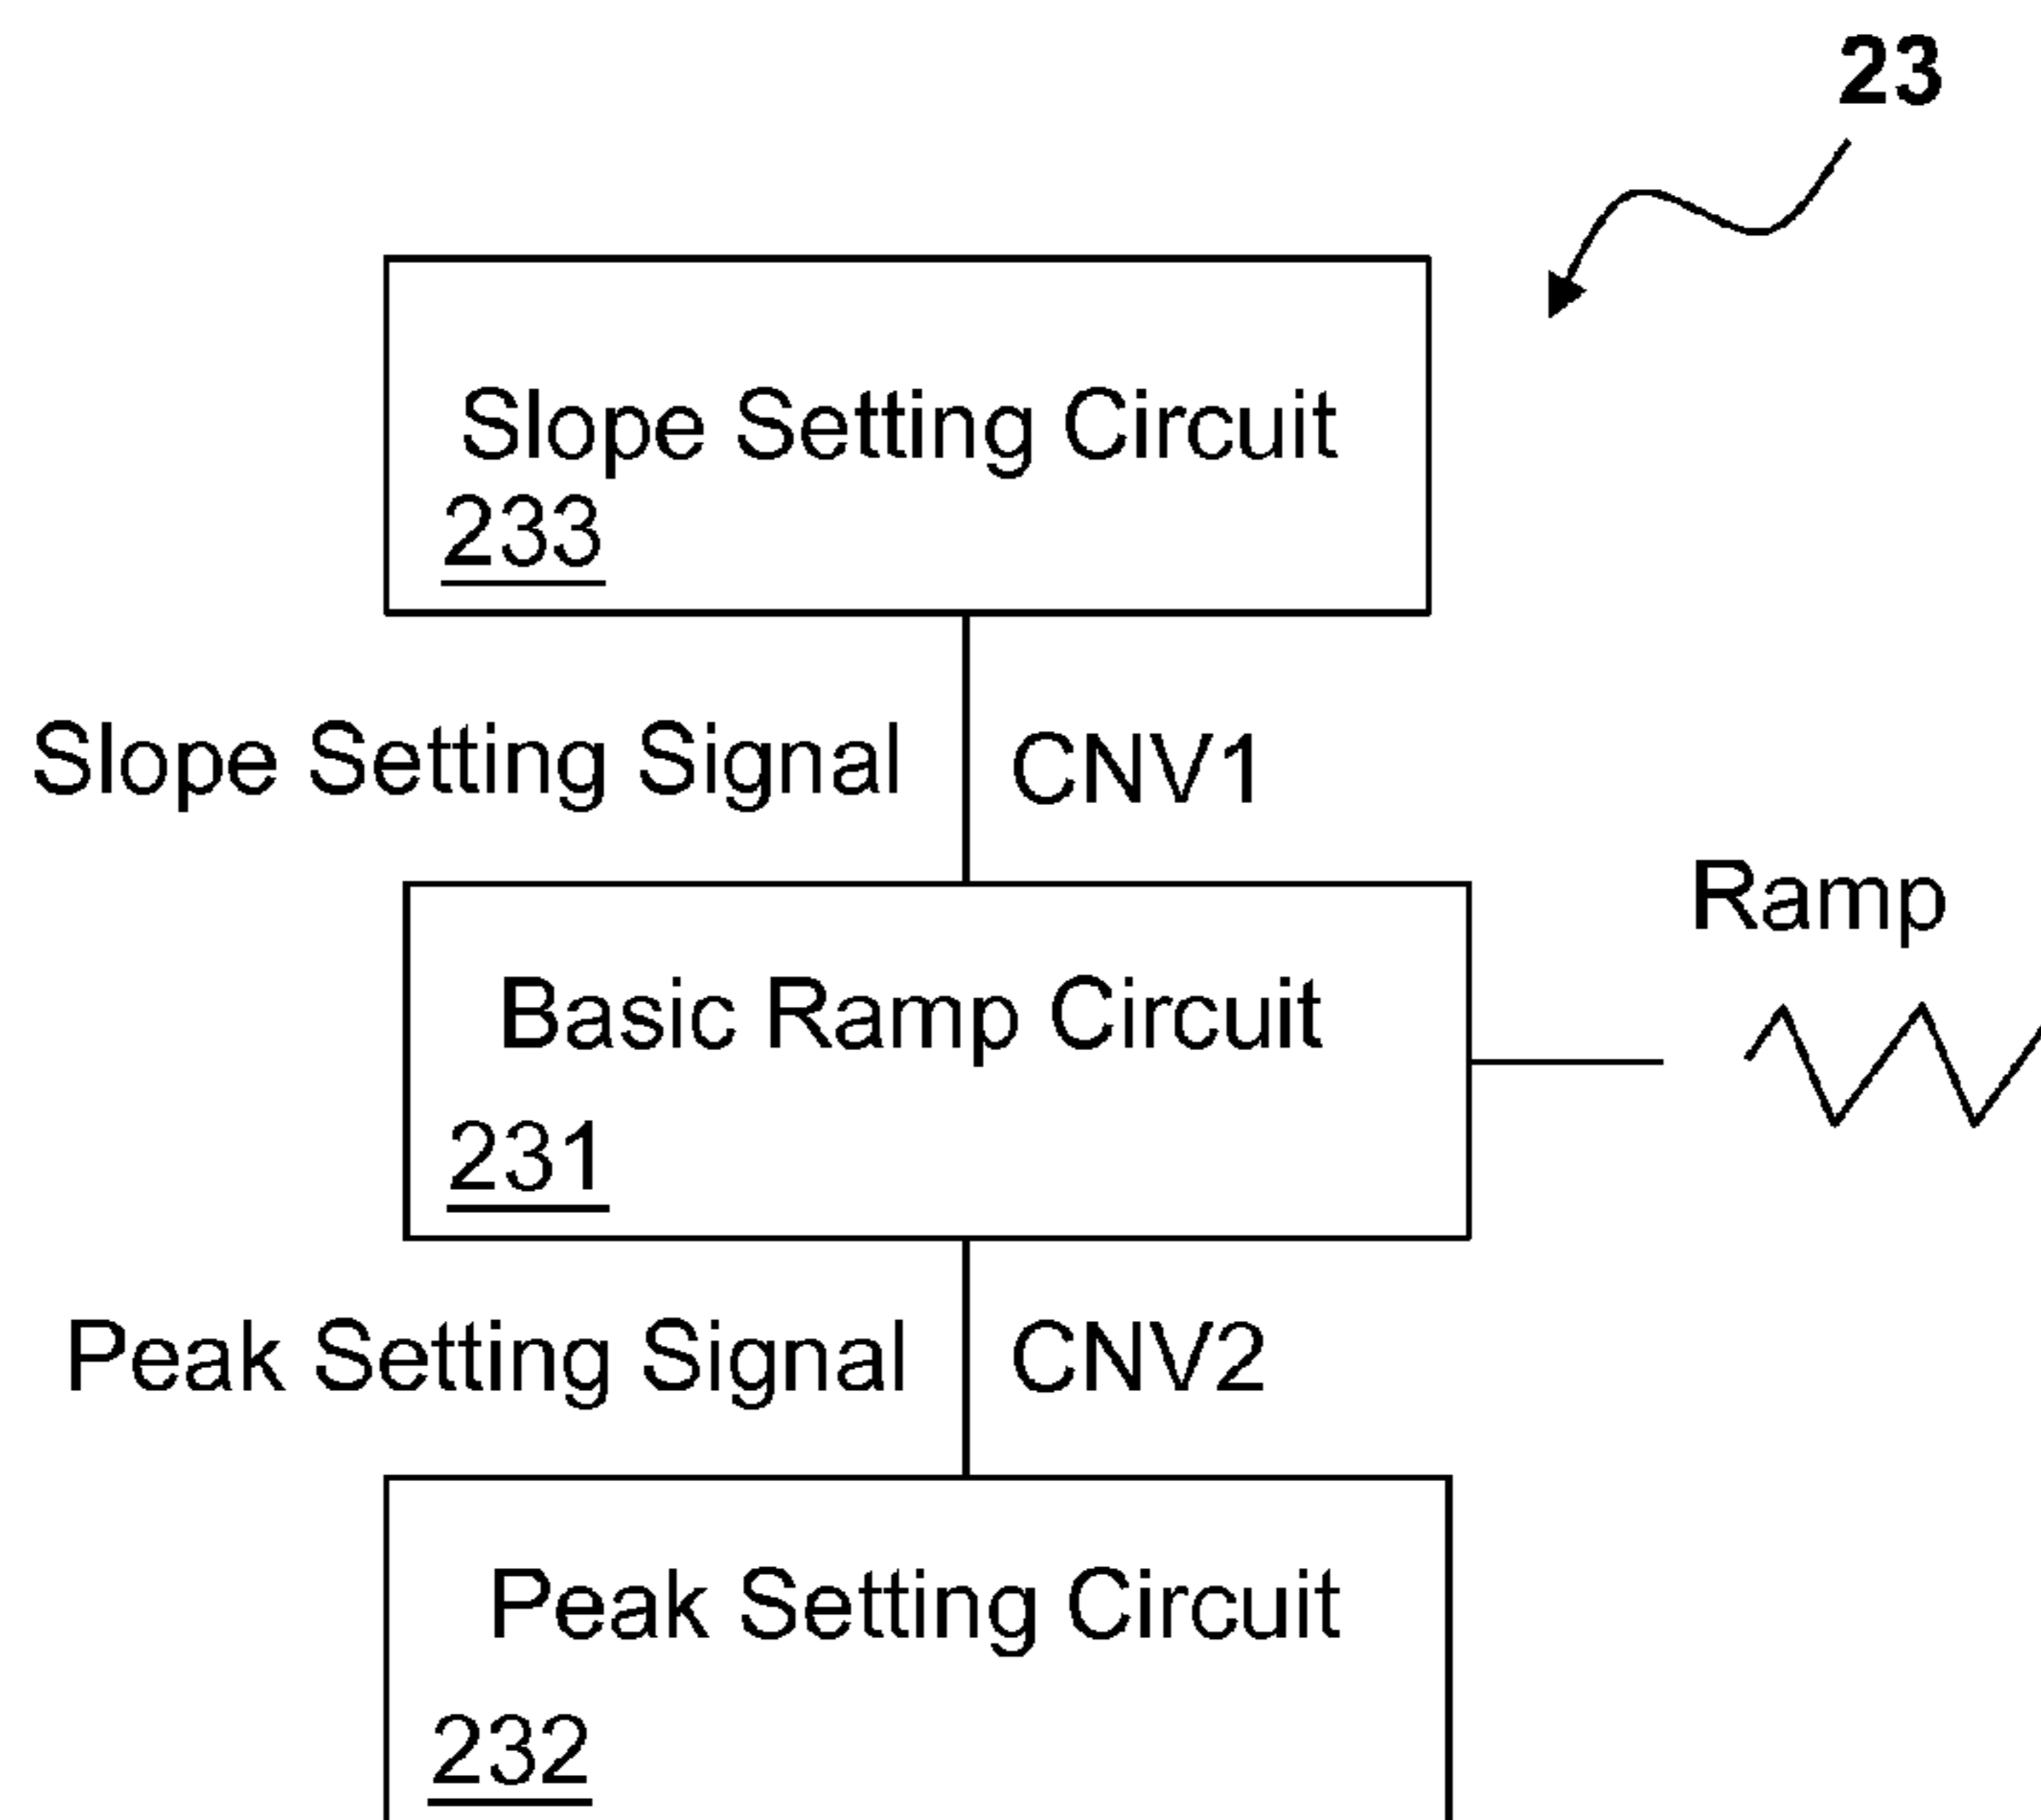 23
Slope Setting Circuit
233
Slope Setting Signal
CNV1
Ramp
Basic Ramp Circuit
231
Peak Setting Signal
CNV2
Peak Setting Circuit
232